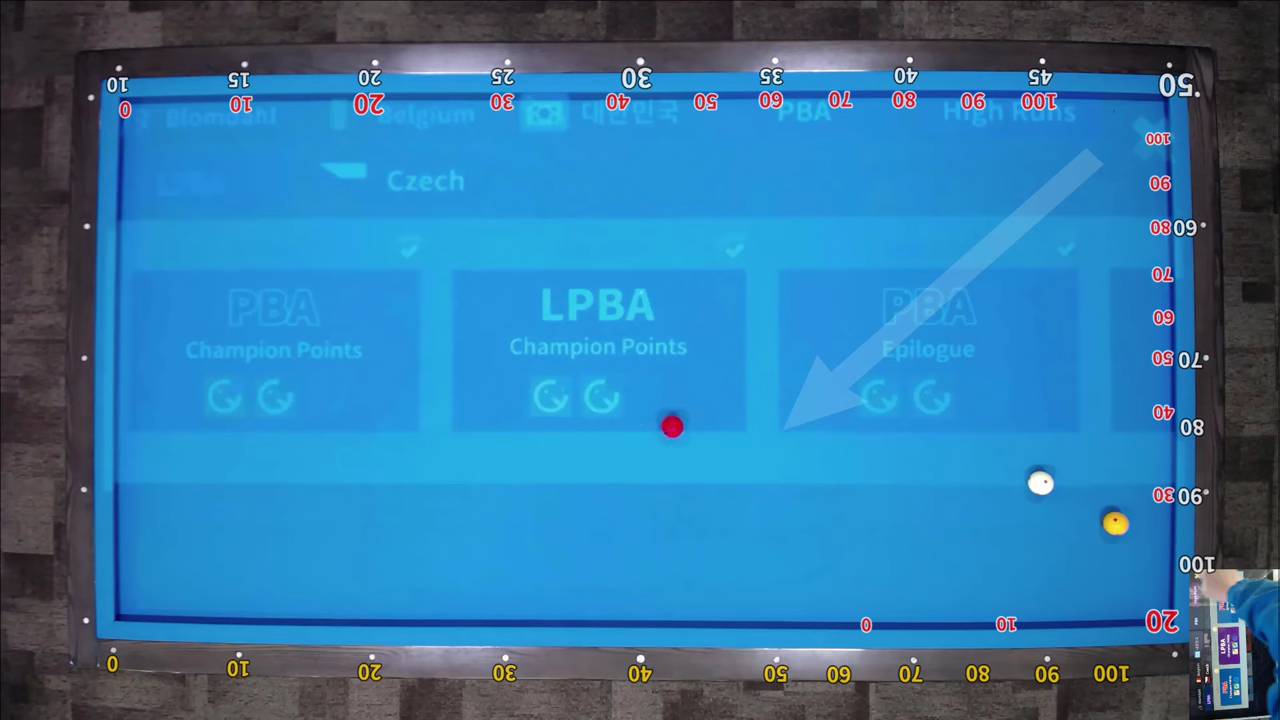 10 15 20 25 30 35 40 45 50.
0 10 20 30 40 50 60 70 80 90 100
Blomdahl Belgium 대한민국 PBA High Runs
100
Czech
90
80 60
70
PBA LPBA PBA
60
Champion Points Champion Points Epilogue
50 70
40 80
30 90
100
0 10 20
0 10 20 30 40 50 60 70 80 90 100